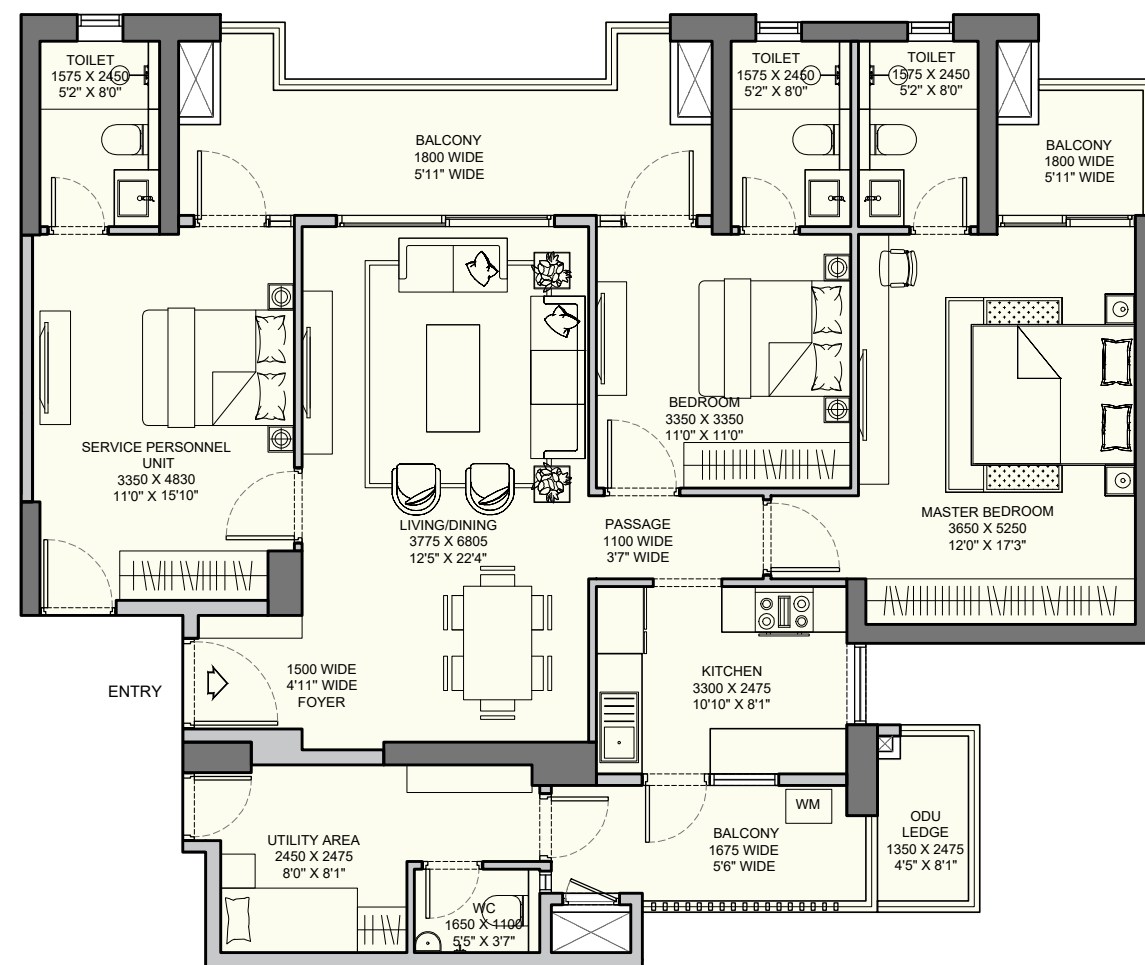 TOILET
1575 X 2450
5'2" X 8'0"
BALCONY
1800 WIDE
5'11" WIDE
TOILET
1575 X 2450
5'2" X 8'0"
TOILET
1575 X 2450
5'2" X 8'0"
BALCONY
1800 WIDE
5'11" WIDE
SERVICE PERSONNEL
UNIT
3350 X 4830
11'0" X 15'10"
LIVING/DINING
3775 X 6805
12'5" X 22'4"
BEDROOM
3350 X 3350
11'0" X 11'0"
PASSAGE
1100 WIDE
3'7" WIDE
MASTER BEDROOM
3650 X 5250
12'0" X 17'3"
ENTRY
1500 WIDE
4'11" WIDE
FOYER
KITCHEN
3300 X 2475
10'10" X 8'1"
UTILITY AREA
2450 X 2475
8'0" X 8'1"
WC
1650 X 1100
5'5" X 3'7"
WM
BALCONY
1675 WIDE
5'6" WIDE
ODU
LEDGE
1350 X 2475
4'5" X 8'1"